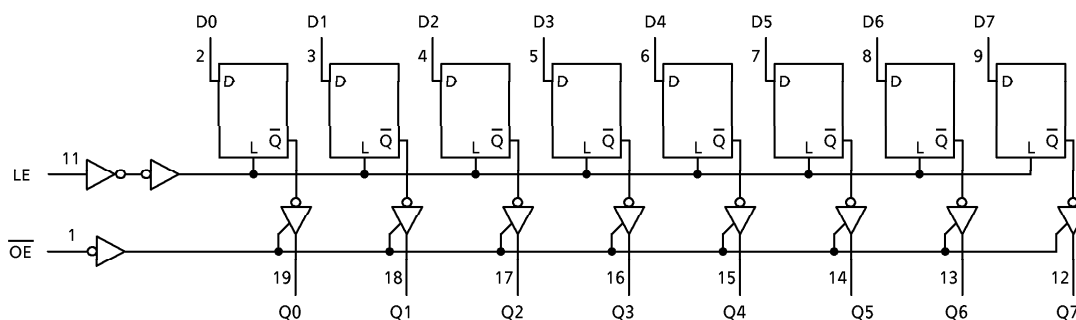 D0 D1 D2 D3 D4 D5 D6 D7
2 3 4 5 6 7 8 9
D D D D D D D D
Q̅ Q̅ Q̅ Q̅ Q̅ Q̅ Q̅ Q̅
L L L L L L L L
11
LE
1
O̅E̅
19 18 17 16 15 14 13 12
Q0 Q1 Q2 Q3 Q4 Q5 Q6 Q7